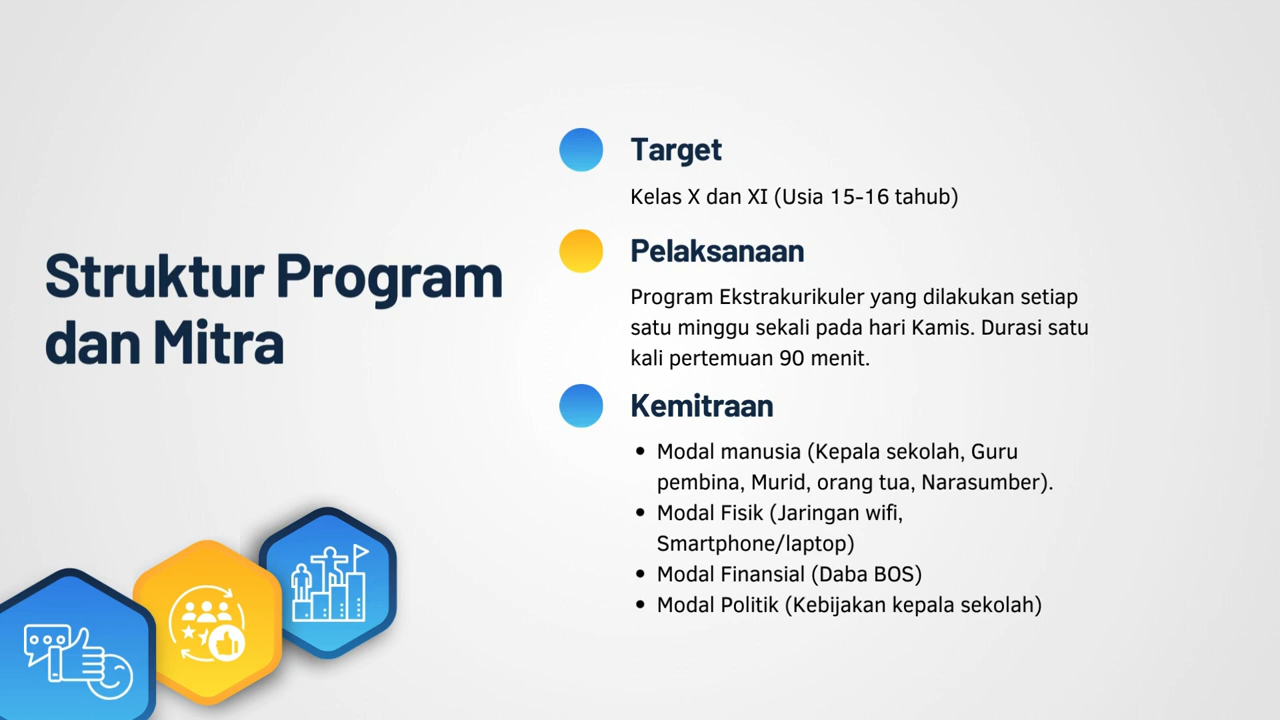 Struktur Program
dan Mitra
Target
Kelas X dan XI (Usia 15-16 tahub)
Pelaksanaan
Program Ekstrakurikuler yang dilakukan setiap
satu minggu sekali pada hari Kamis. Durasi satu
kali pertemuan 90 menit.
Kemitraan
• Modal manusia (Kepala sekolah, Guru
pembina, Murid, orang tua, Narasumber).
• Modal Fisik (Jaringan wifi,
Smartphone/laptop)
• Modal Finansial (Daba BOS)
• Modal Politik (Kebijakan kepala sekolah)